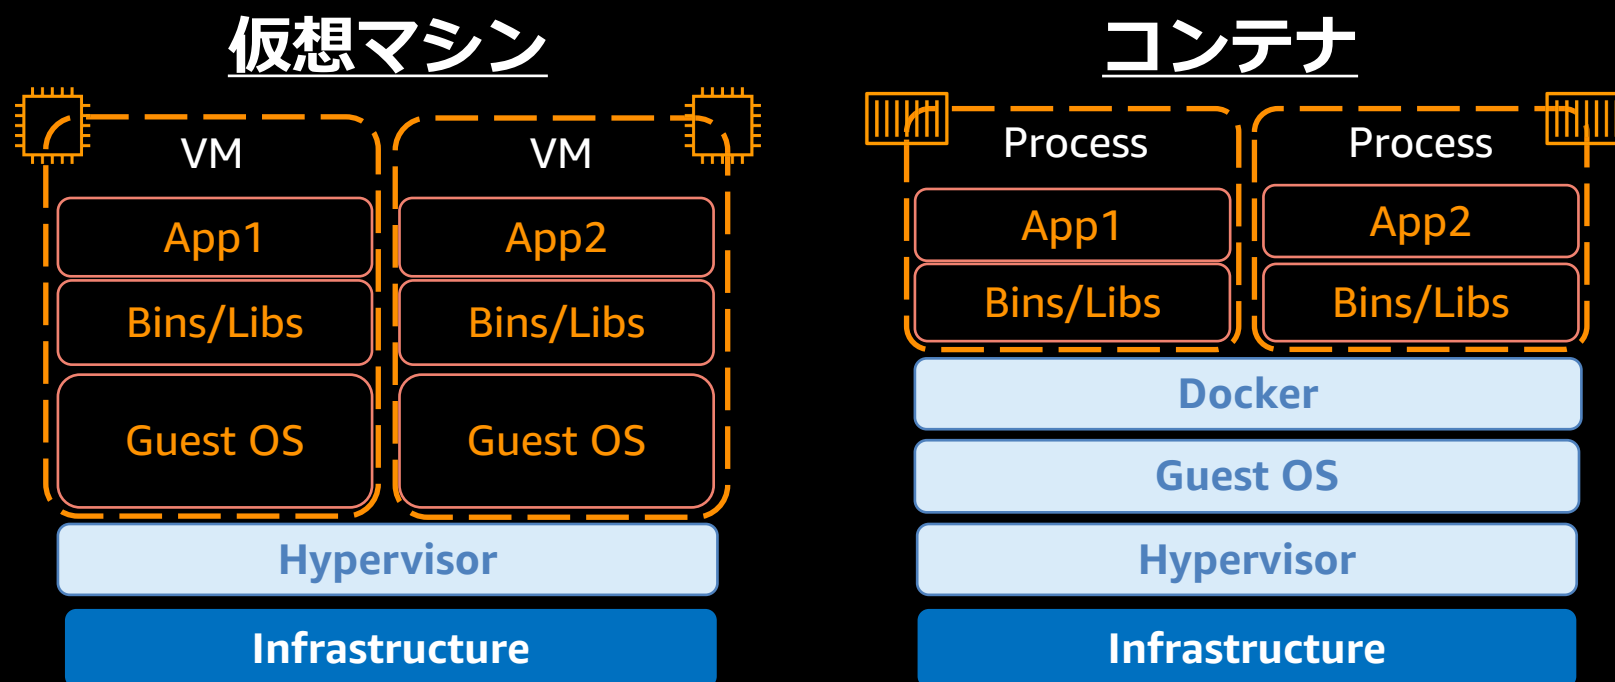 仮想マシン
VM
VM
App1
App2
Bins/Libs
Bins/Libs
Guest OS
Guest OS
Hypervisor
Infrastructure
コンテナ
Process
Process
App1
App2
Bins/Libs
Bins/Libs
Docker
Guest OS
Hypervisor
Infrastructure